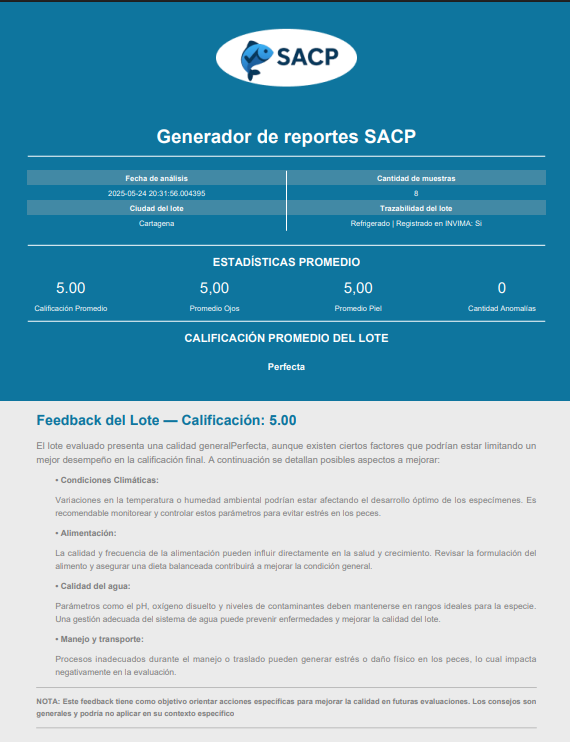 SACP
Generador de reportes SACP
Fecha de análisis
Cantidad de muestras
2025-05-24 20:31:56.004395
8
Ciudad del lote
Trazabilidad del lote
Cartagena
Refrigerado | Registrado en INVIMA: Si
ESTADÍSTICAS PROMEDIO
5.00
5,00
5,00
0
Calificación Promedio
Promedio Ojos
Promedio Piel
Cantidad Anomalías
CALIFICACIÓN PROMEDIO DEL LOTE
Perfecta
Feedback del Lote — Calificación: 5.00
El lote evaluado presenta una calidad generalPerfecta, aunque existen ciertos factores que podrían estar limitando un
mejor desempeño en la calificación final. A continuación se detallan posibles aspectos a mejorar:
• Condiciones Climáticas:
Variaciones en la temperatura o humedad ambiental podrían estar afectando el desarrollo óptimo de los especímenes. Es
recomendable monitorear y controlar estos parámetros para evitar estrés en los peces.
• Alimentación:
La calidad y frecuencia de la alimentación pueden influir directamente en la salud y crecimiento. Revisar la formulación del
alimento y asegurar una dieta balanceada contribuirá a mejorar la condición general.
• Calidad del agua:
Parámetros como el pH, oxígeno disuelto y niveles de contaminantes deben mantenerse en rangos ideales para la especie.
Una gestión adecuada del sistema de agua puede prevenir enfermedades y mejorar la calidad del lote.
• Manejo y transporte:
Procesos inadecuados durante el manejo o traslado pueden generar estrés o daño físico en los peces, lo cual impacta
negativamente en la evaluación.
NOTA: Este feedback tiene como objetivo orientar acciones específicas para mejorar la calidad en futuras evaluaciones. Los consejos son
generales y podría no aplicar en su contexto específico